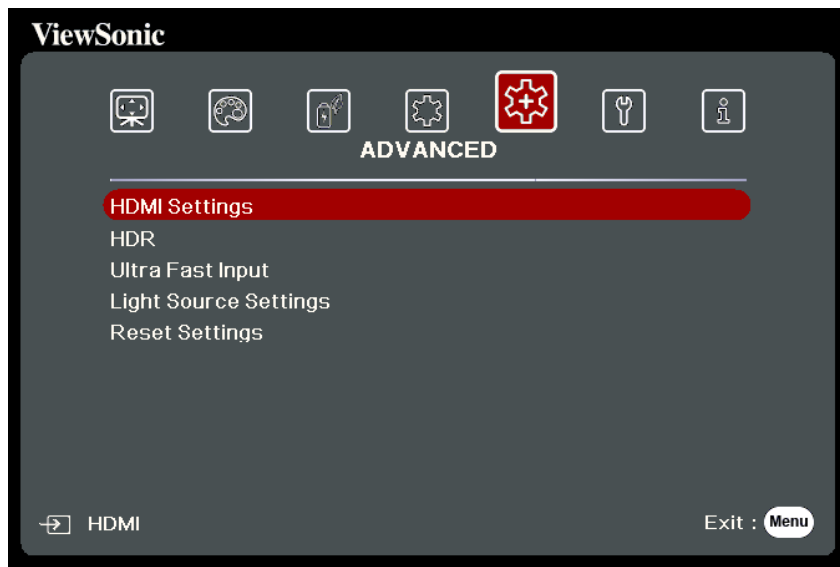 ViewSonic
ADVANCED
HDMI Settings
HDR
Ultra Fast Input
Light Source Settings
Reset Settings
HDMI
Exit : Menu